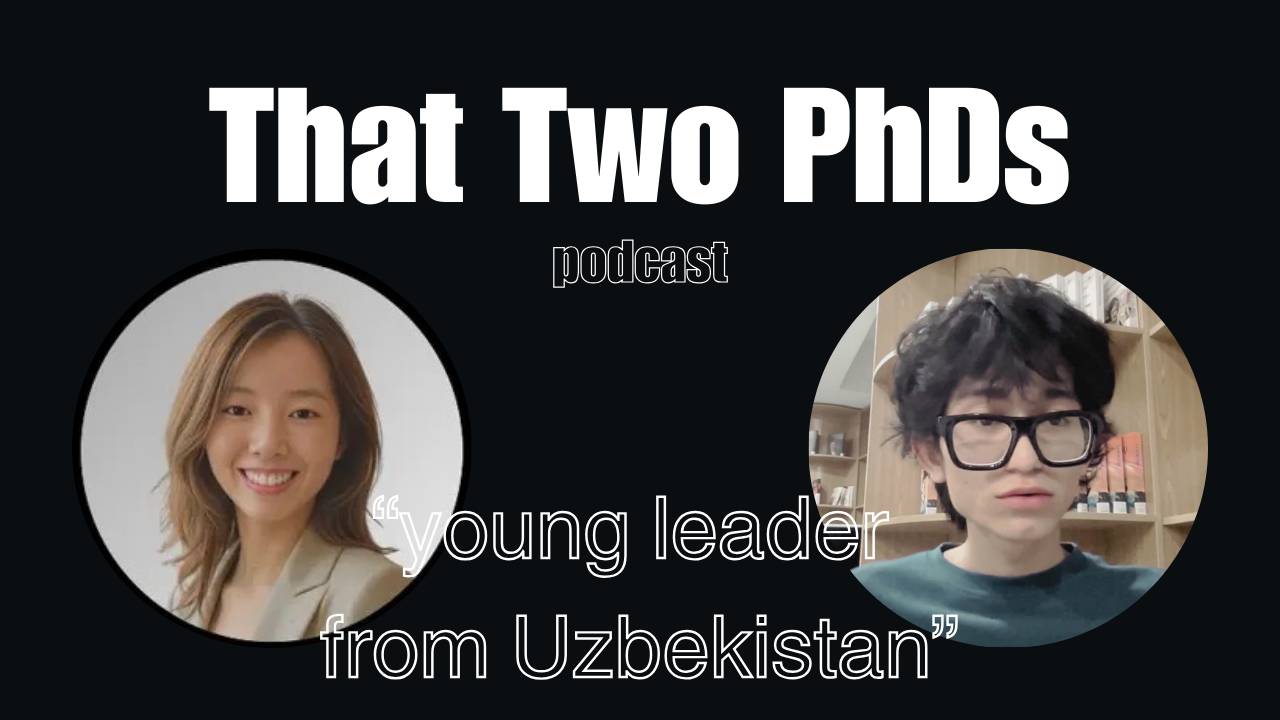 That Two PhDs
podcast
“young leader
from Uzbekistan”